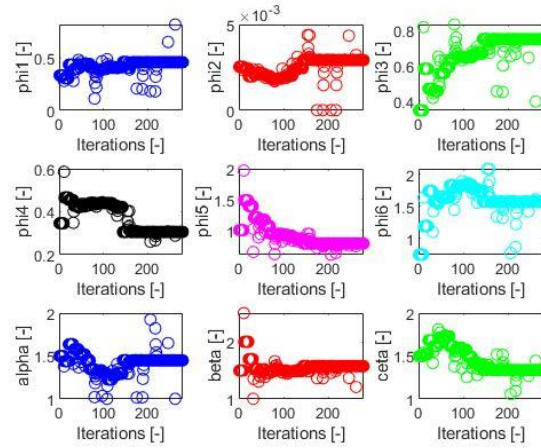 ×10⁻³
phi1 [-]
0.5
0
0 100 200
Iterations [-]
phi2 [-]
5
0
0 100 200
Iterations [-]
phi3 [-]
0.8
0.6
0.4
0 100 200
Iterations [-]
phi4 [-]
0.6
0.4
0.2
0 100 200
Iterations [-]
phi5 [-]
2
1.5
1
0 100 200
Iterations [-]
phi6 [-]
2
1.5
1
0 100 200
Iterations [-]
alpha [-]
2
1.5
1
0 100 200
Iterations [-]
beta [-]
2
1
0 100 200
Iterations [-]
ceta [-]
2
1.5
1
0 100 200
Iterations [-]